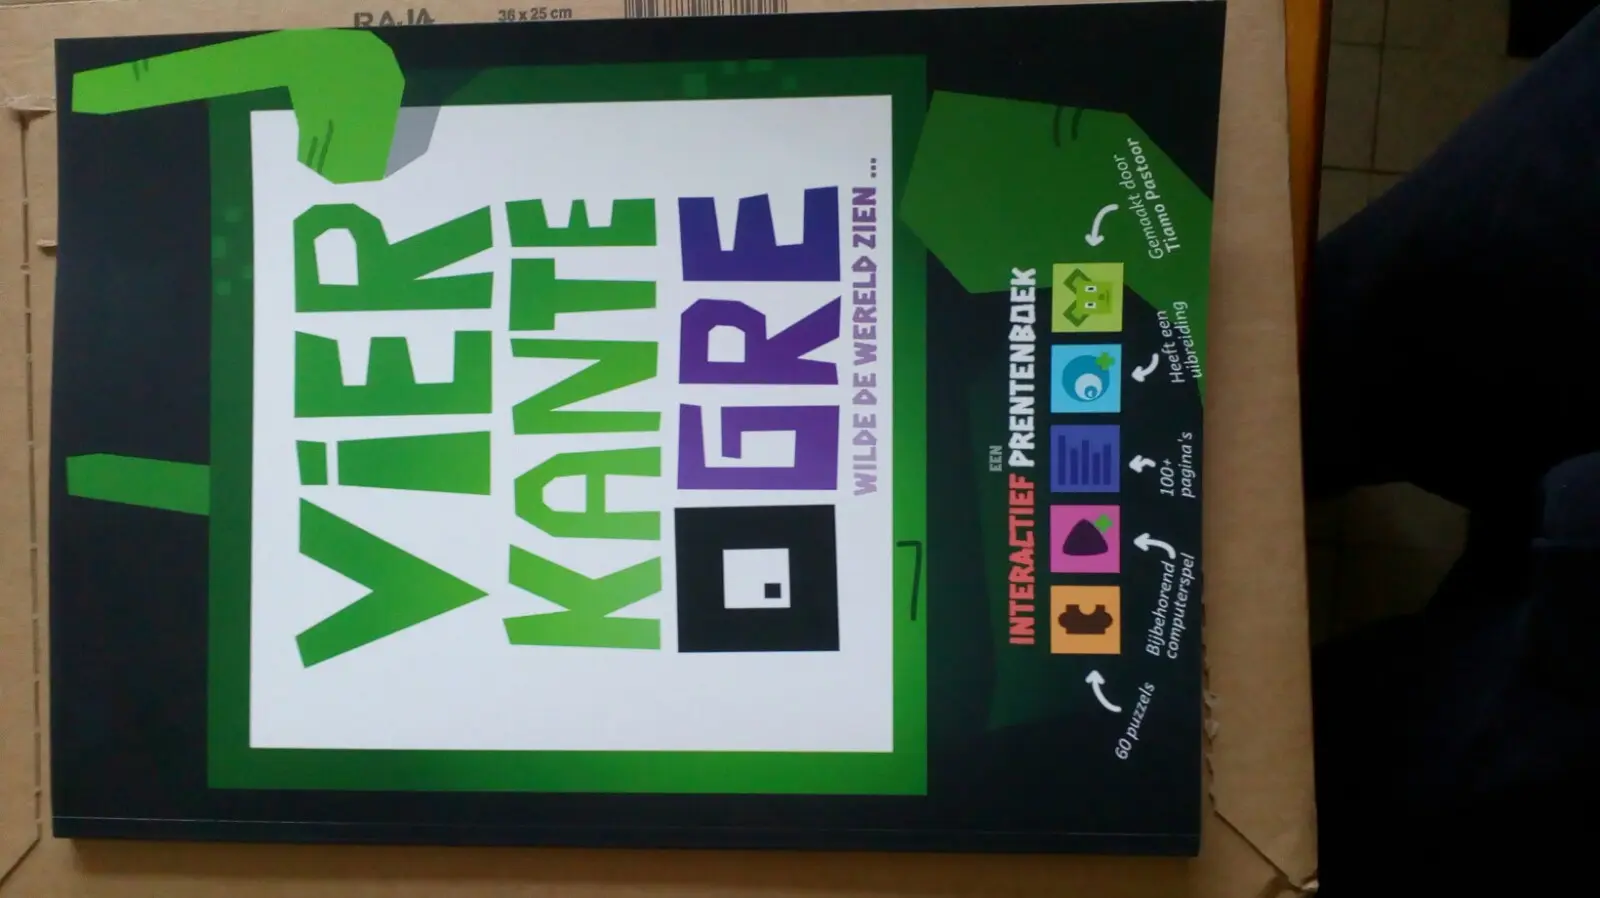 RAJA
36 x 25 cm
VIER
KANTE
OGRE
WILDE DE WERELD ZIEN ...
EEN
INTERACTIEF PRENTENBOEK
60 puzzels
Bijbehorend
computerspel
100+
pagina's
Heeft een
uibreiding
Gemaakt door
Tiamo Pastoor